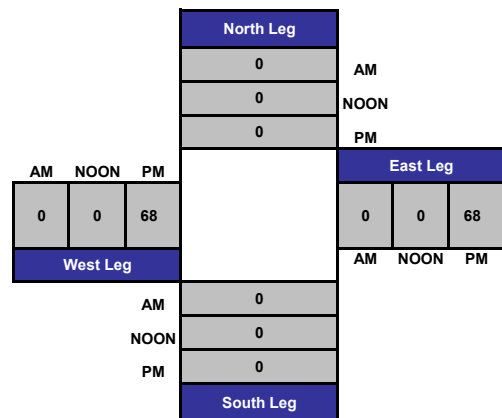 North Leg
0 AM
0 NOON
0 PM
AM NOON PM East Leg
0 0 68 0 0 68
West Leg AM NOON PM
AM 0
NOON 0
PM 0
South Leg